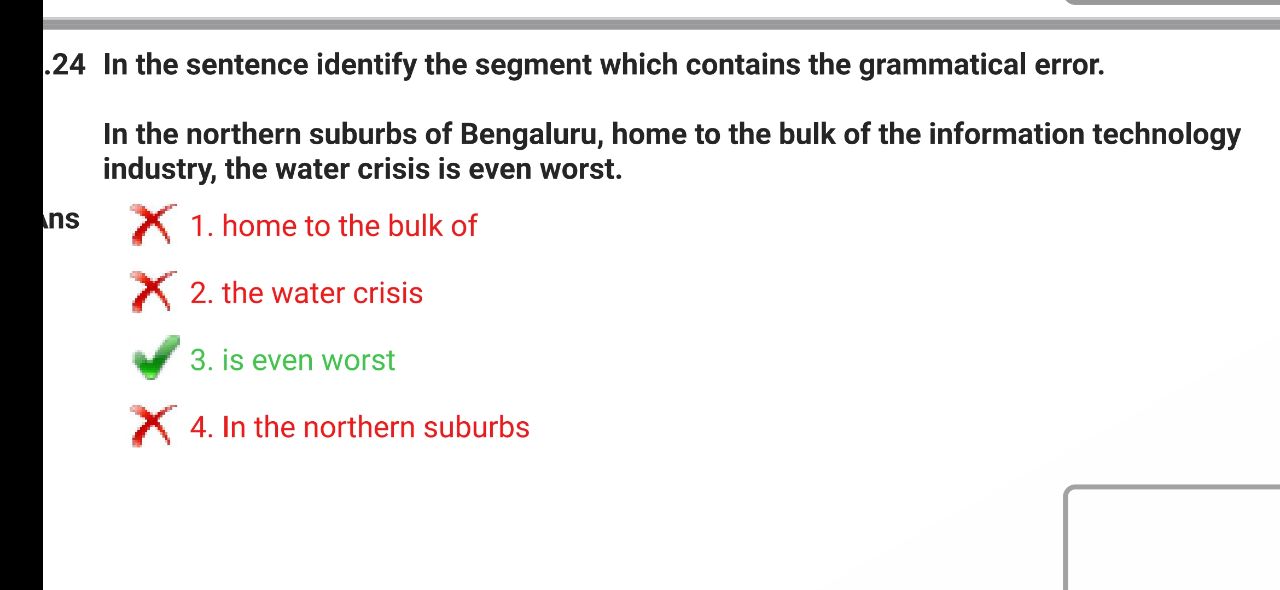 .24 In the sentence identify the segment which contains the grammatical error.
In the northern suburbs of Bengaluru, home to the bulk of the information technology
industry, the water crisis is even worst.
Ans
1. home to the bulk of
2. the water crisis
3. is even worst
4. In the northern suburbs